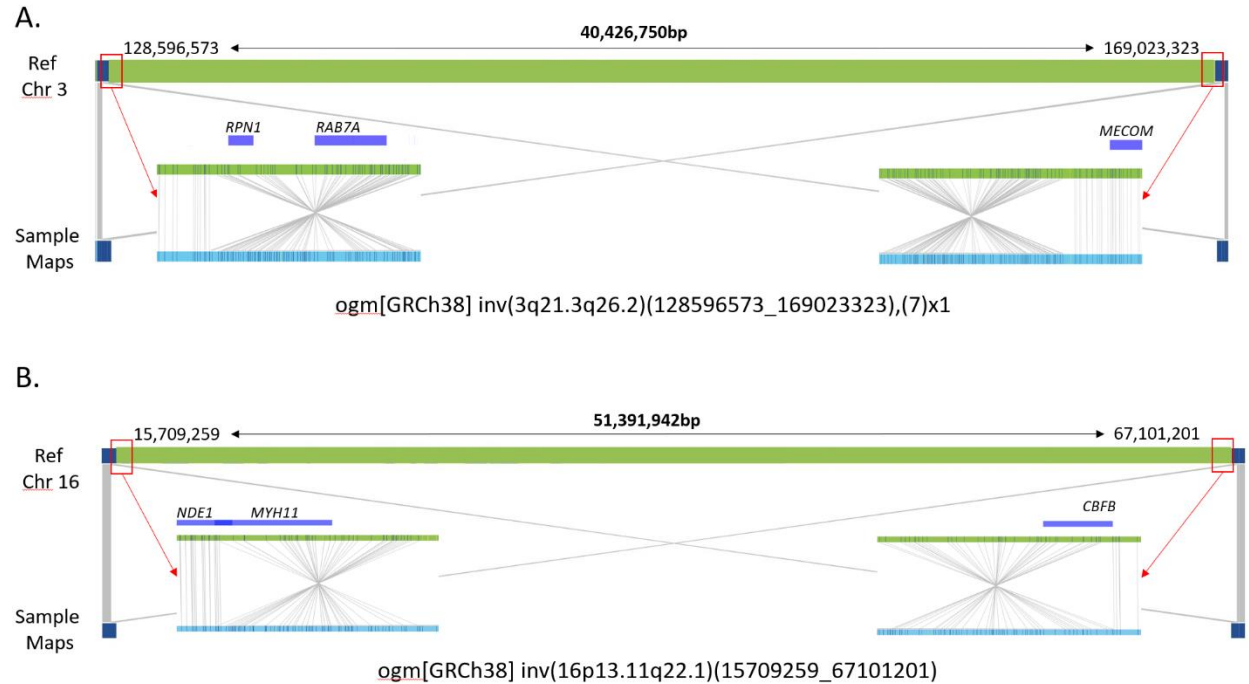 A.
40,426,750bp
128,596,573
169,023,323
Ref
Chr 3
RPN1
RAB7A
MECOM
Sample
Maps
ogm[GRCh38] inv(3q21.3q26.2)(128596573_169023323),(7)x1
B.
51,391,942bp
15,709,259
67,101,201
Ref
Chr 16
NDE1
MYH11
CBFB
Sample
Maps
ogm[GRCh38] inv(16p13.11q22.1)(15709259_67101201)